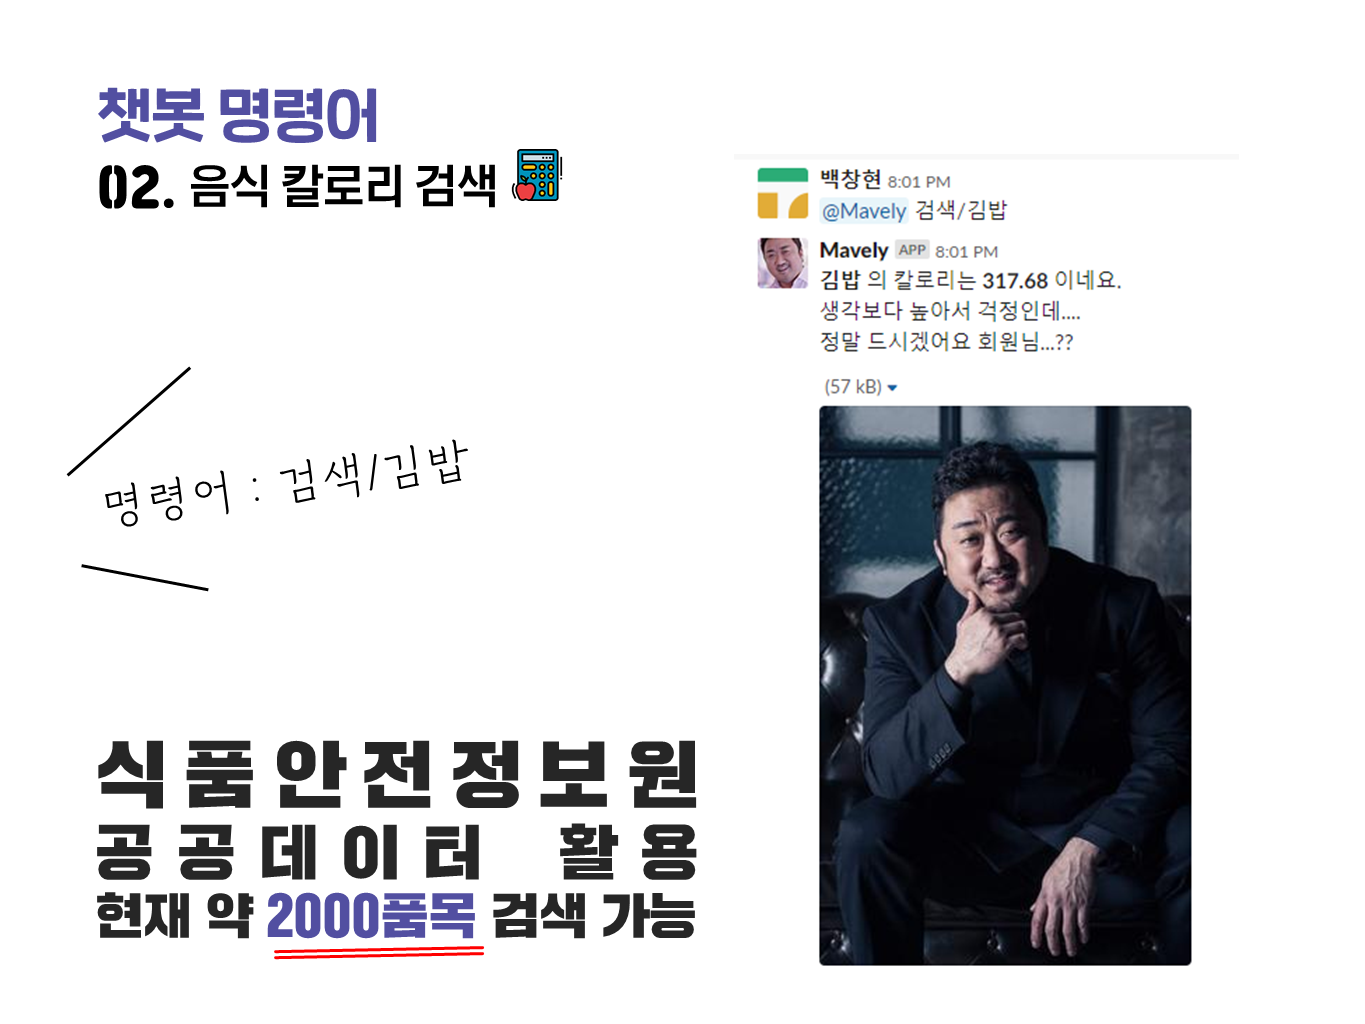 챗봇 명령어
02. 음식 칼로리 검색
명령어 : 검색/김밥
식품안전정보원
공공데이터 활용
현재 약 2000품목 검색 가능
백창현 8:01 PM
@Mavely 검색/김밥
Mavely APP 8:01 PM
김밥 의 칼로리는 317.68 이네요.
생각보다 높아서 걱정인데....
정말 드시겠어요 회원님...??
(57 kB)